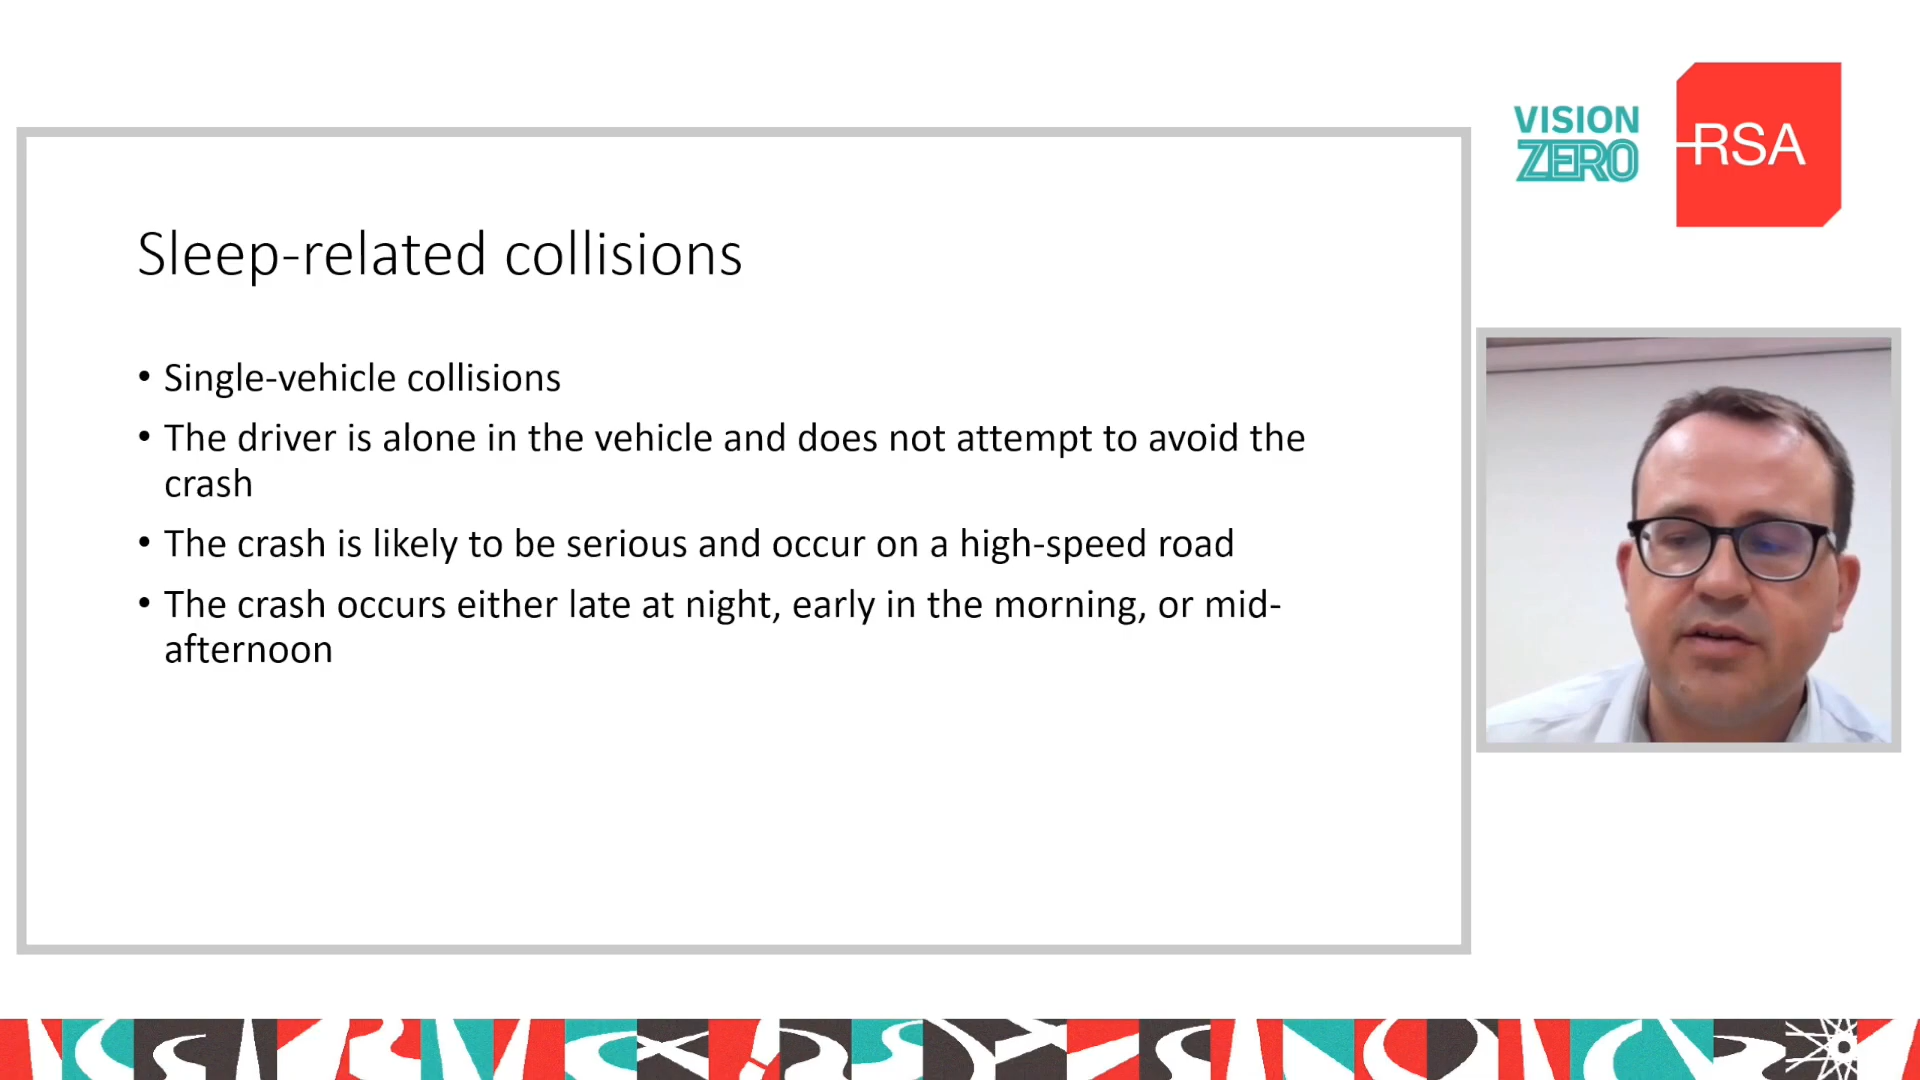 VISION
ZERO
RSA
Sleep-related collisions
• Single-vehicle collisions
• The driver is alone in the vehicle and does not attempt to avoid the
crash
• The crash is likely to be serious and occur on a high-speed road
• The crash occurs either late at night, early in the morning, or mid-
afternoon